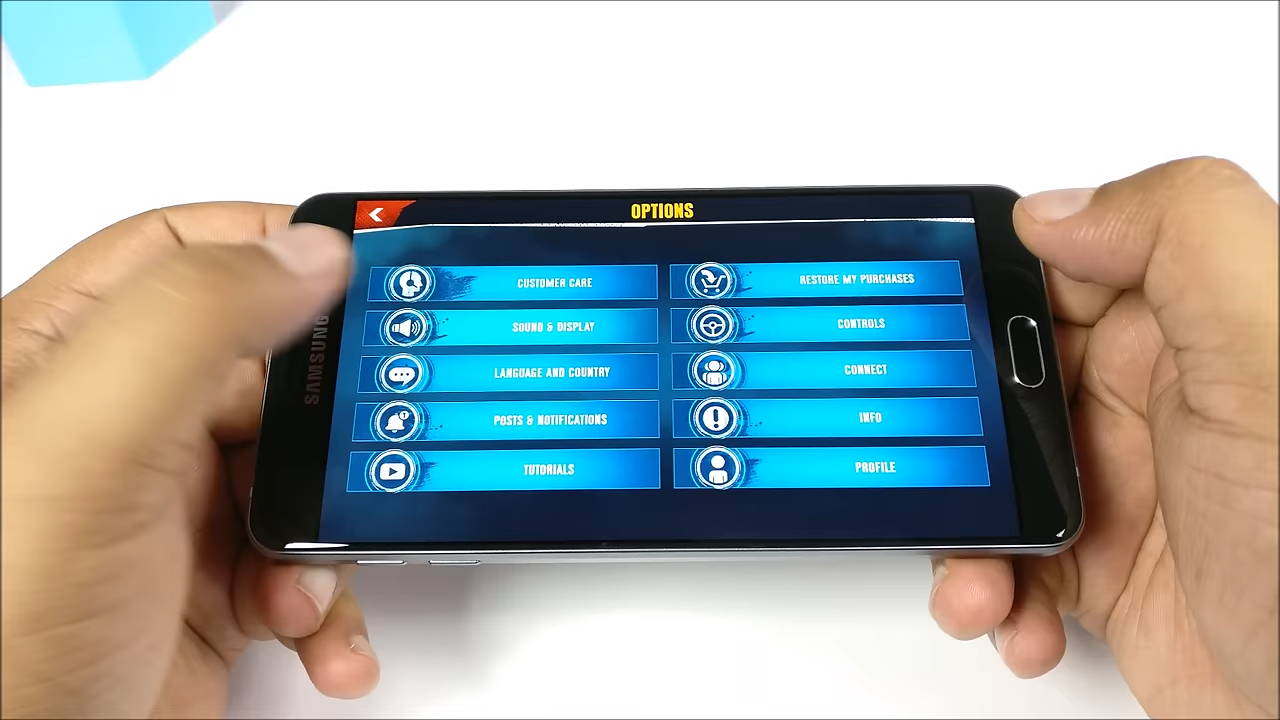 OPTIONS
CUSTOMER CARE
SOUND & DISPLAY
LANGUAGE AND COUNTRY
POSTS & NOTIFICATIONS
TUTORIALS
RESTORE MY PURCHASES
CONTROLS
CONNECT
INFO
PROFILE
SAMSUNG